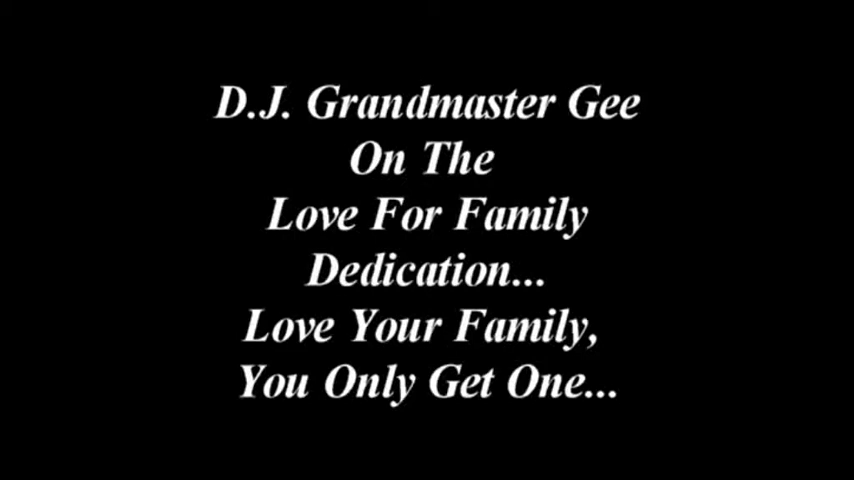 D.J. Grandmaster Gee
On The
Love For Family
Dedication...
Love Your Family,
You Only Get One...